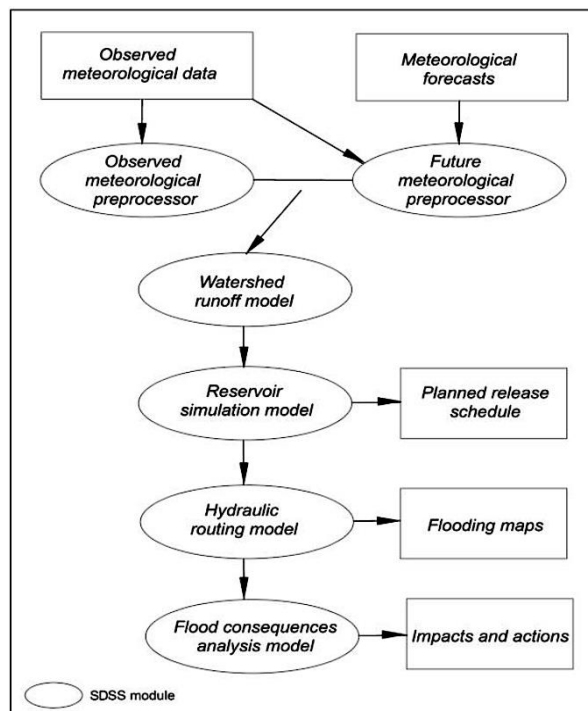 Observed
meteorological data
Meteorological
forecasts
Observed
meteorological
preprocessor
Future
meteorological
preprocessor
Watershed
runoff model
Reservoir
simulation model
Planned release
schedule
Hydraulic
routing model
Flooding maps
Flood consequences
analysis model
Impacts and actions
SDSS module